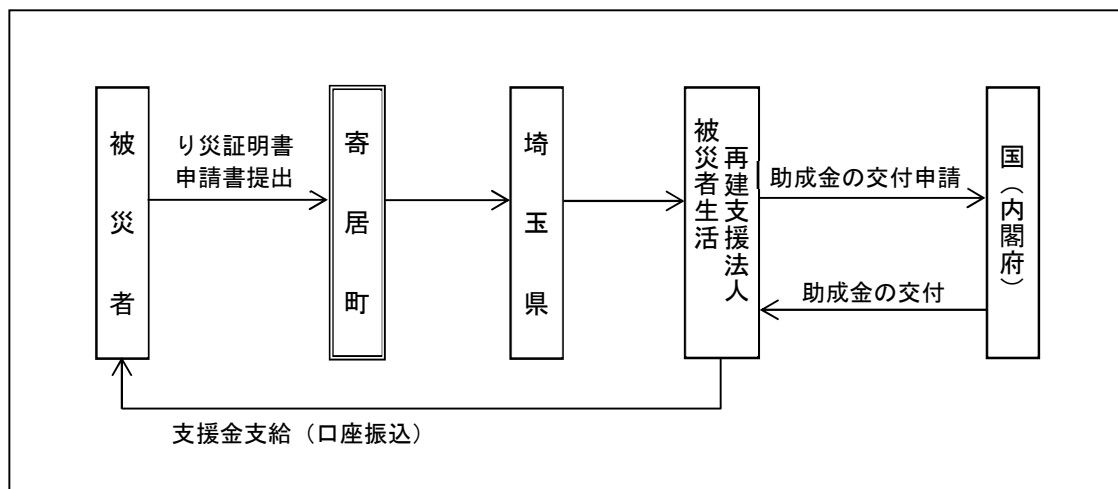 被災者
り災証明書
申請書提出
寄居町
埼玉県
被災者生活
再建支援法人
助成金の交付申請
助成金の交付
国（内閣府）
支援金支給（口座振込）